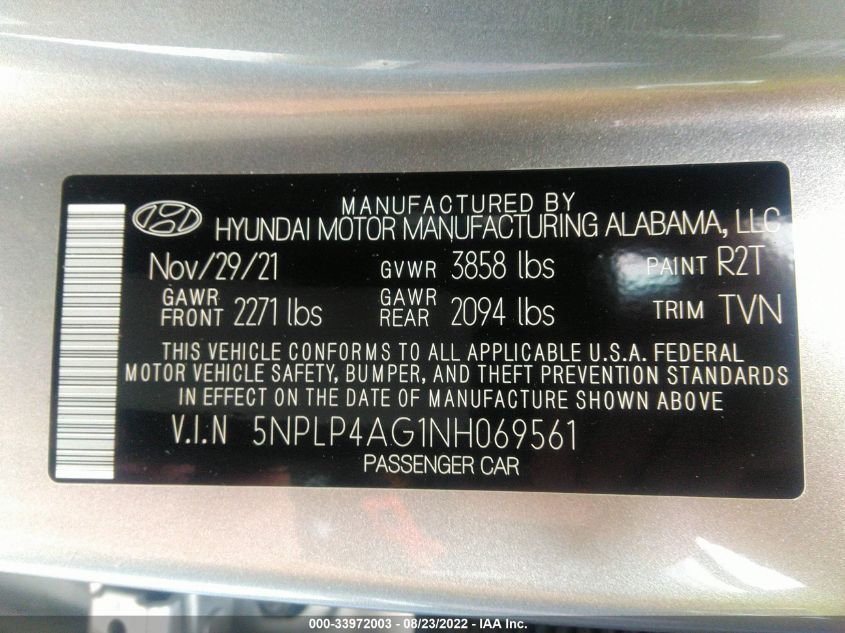 MANUFACTURED BY
HYUNDAI MOTOR MANUFACTURING ALABAMA, LLC
Nov/29/21 GVWR 3858 lbs PAINT R2T
GAWR FRONT 2271 lbs GAWR REAR 2094 lbs TRIM TVN
THIS VEHICLE CONFORMS TO ALL APPLICABLE U.S.A. FEDERAL
MOTOR VEHICLE SAFETY, BUMPER, AND THEFT PREVENTION STANDARDS
IN EFFECT ON THE DATE OF MANUFACTURE SHOWN ABOVE
V.I.N 5NPLP4AG1NH069561
PASSENGER CAR
000-33972003 - 08/23/2022 - IAA Inc.